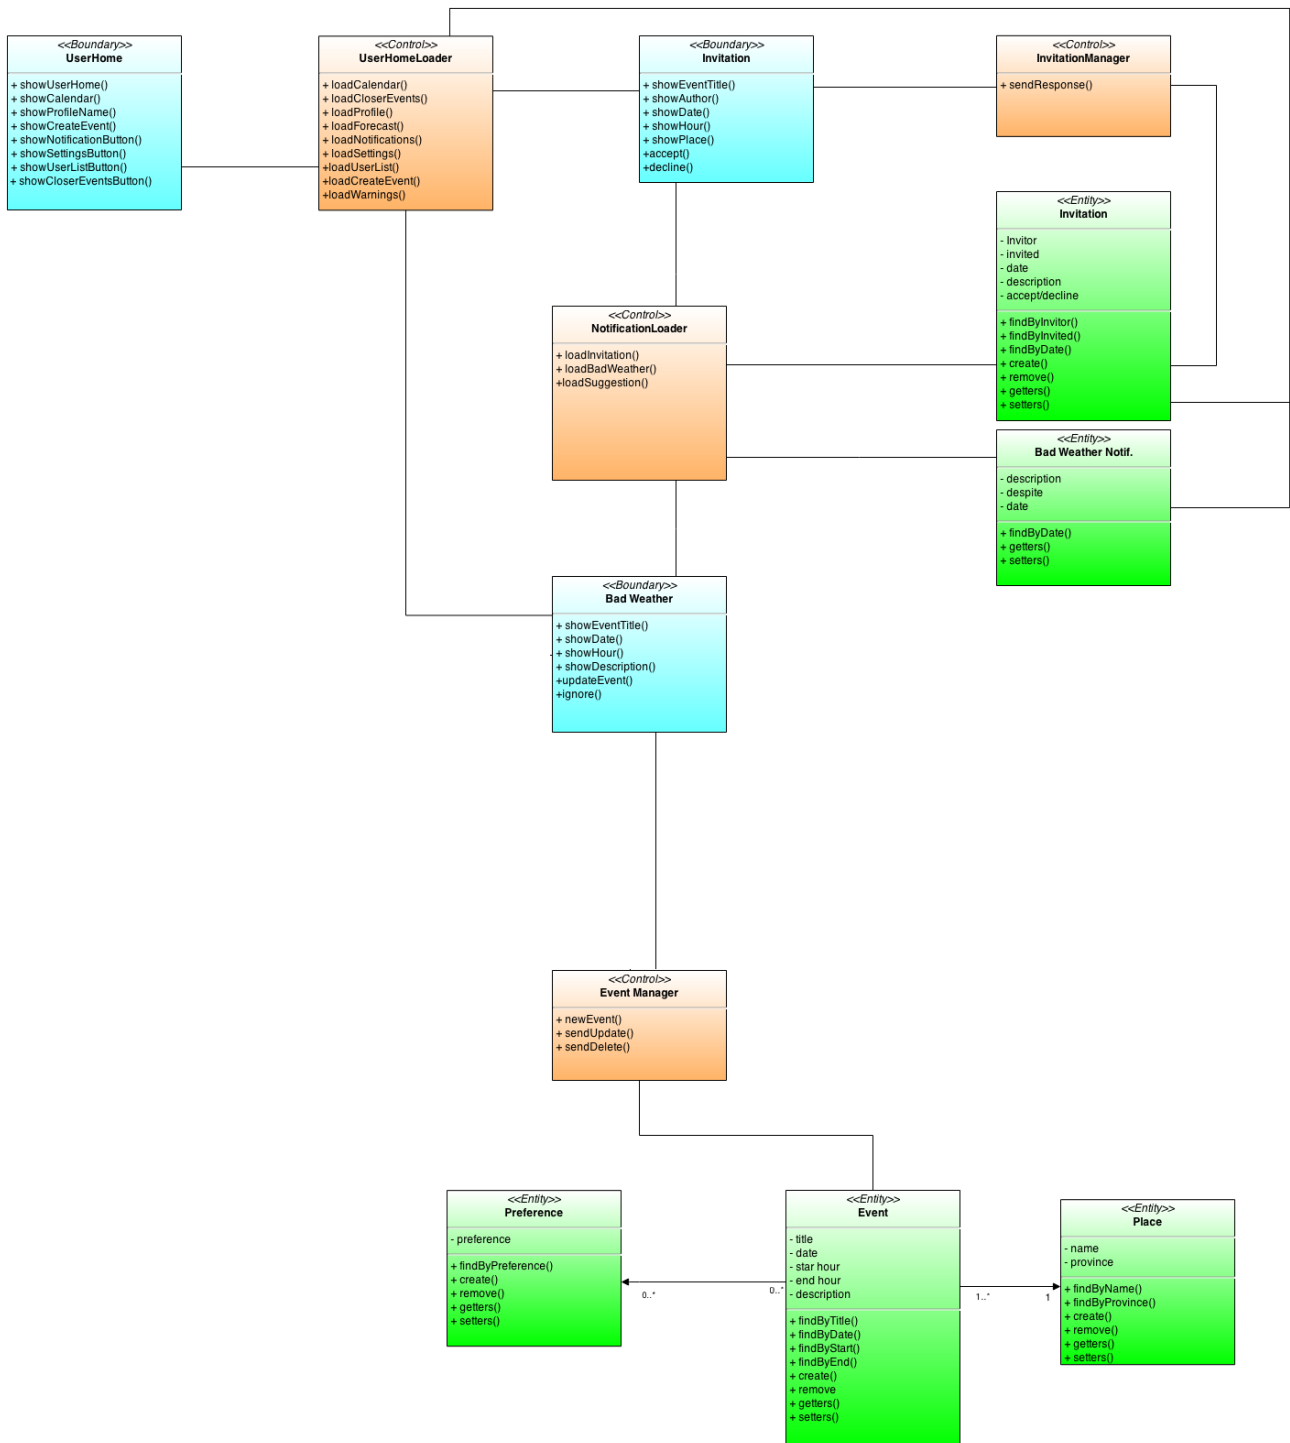 <<Boundary>>
UserHome
+ showUserHome()
+ showCalendar()
+ showProfileName()
+ showCreateEvent()
+ showNotificationButton()
+ showSettingsButton()
+ showUserListButton()
+ showCloserEventsButton()
<<Control>>
UserHomeLoader
+ loadCalendar()
+ loadCloserEvents()
+ loadProfile()
+ loadForecast()
+ loadNotifications()
+ loadSettings()
+loadUserList()
+loadCreateEvent()
+loadWarnings()
<<Boundary>>
Invitation
+ showEventTitle()
+ showAuthor()
+ showDate()
+ showHour()
+ showPlace()
+accept()
+decline()
<<Control>>
InvitationManager
+ sendResponse()
<<Entity>>
Invitation
- Invitor
- invited
- date
- description
- accept/decline
+ findByInvitor()
+ findByInvited()
+ findByDate()
+ create()
+ remove()
+ getters()
+ setters()
<<Control>>
NotificationLoader
+ loadInvitation()
+ loadBadWeather()
+loadSuggestion()
<<Entity>>
Bad Weather Notif.
- description
- despite
- date
+ findByDate()
+ getters()
+ setters()
<<Boundary>>
Bad Weather
+ showEventTitle()
+ showDate()
+ showHour()
+ showDescription()
+updateEvent()
+ignore()
<<Control>>
Event Manager
+ newEvent()
+ sendUpdate()
+ sendDelete()
<<Entity>>
Preference
- preference
+ findByPreference()
+ create()
+ remove()
+ getters()
+ setters()
0..*
0..*
<<Entity>>
Event
- title
- date
- star hour
- end hour
- description
+ findByTitle()
+ findByDate()
+ findByStart()
+ findByEnd()
+ create()
+ remove
+ getters()
+ setters()
1..*
1
<<Entity>>
Place
- name
- province
+ findByName()
+ findByProvince()
+ create()
+ remove()
+ getters()
+ setters()